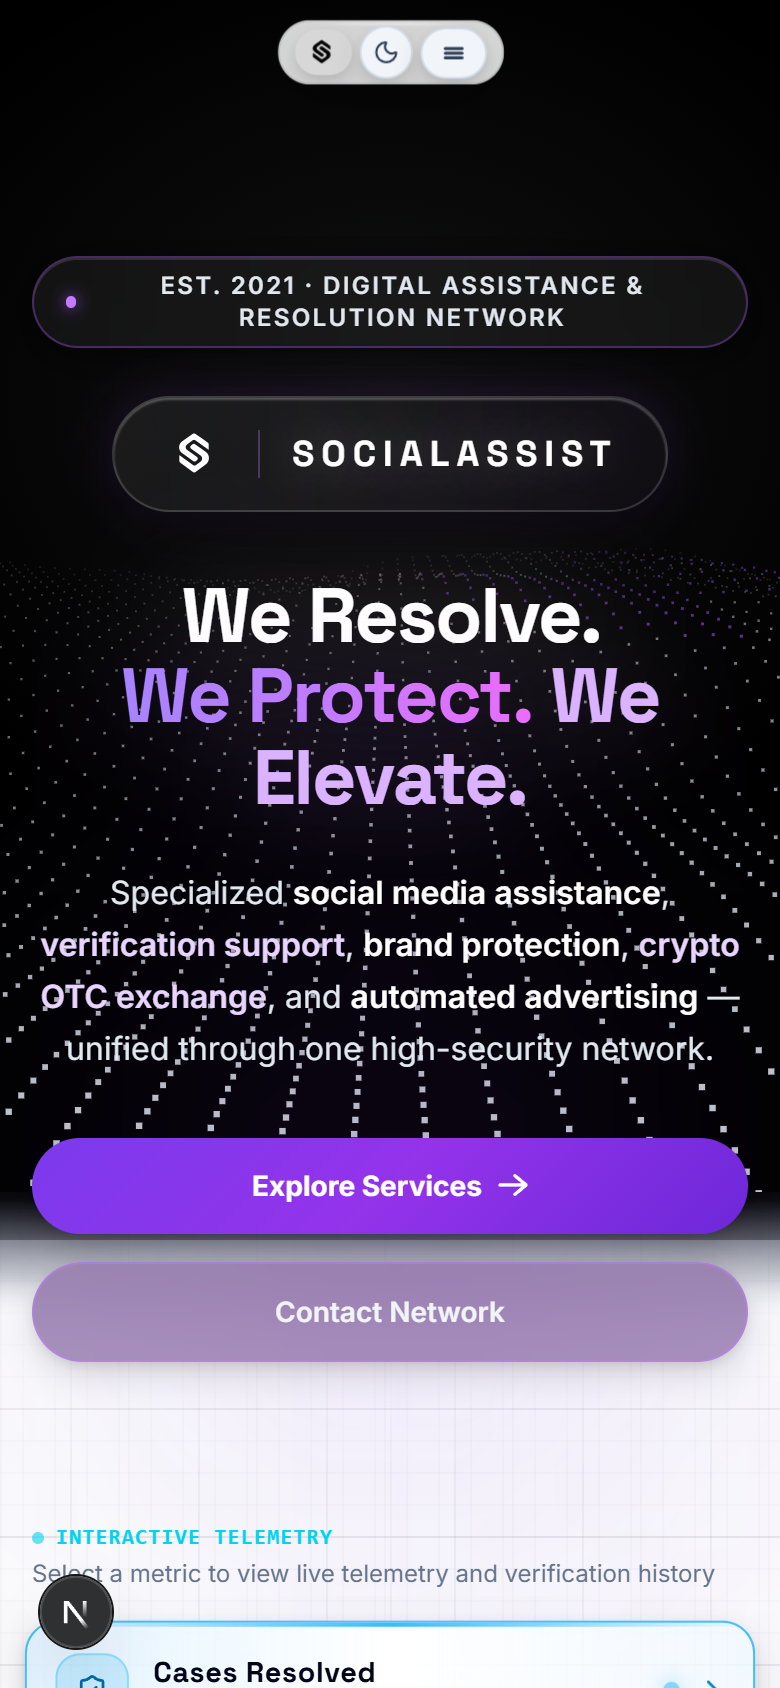 EST. 2021 · DIGITAL ASSISTANCE &
RESOLUTION NETWORK
SOCIALASSIST
We Resolve.
We Protect. We
Elevate.
Specialized social media assistance,
verification support, brand protection, crypto
OTC exchange, and automated advertising —
unified through one high-security network.
Explore Services →
Contact Network
INTERACTIVE TELEMETRY
Select a metric to view live telemetry and verification history
N
Cases Resolved